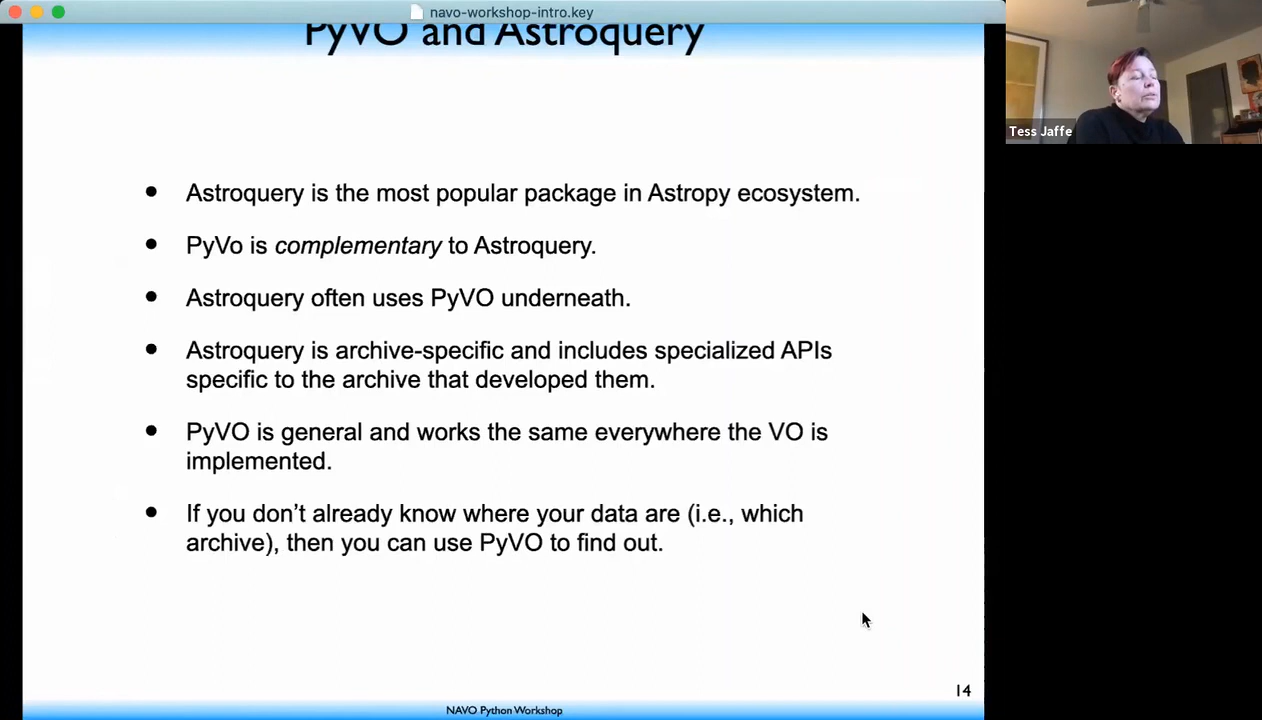 navo-workshop-intro.key
PyVO and Astroquery
Tess Jaffe
• Astroquery is the most popular package in Astropy ecosystem.
• PyVo is complementary to Astroquery.
• Astroquery often uses PyVO underneath.
• Astroquery is archive-specific and includes specialized APIs
specific to the archive that developed them.
• PyVO is general and works the same everywhere the VO is
implemented.
• If you don’t already know where your data are (i.e., which
archive), then you can use PyVO to find out.
14
NAVO Python Workshop